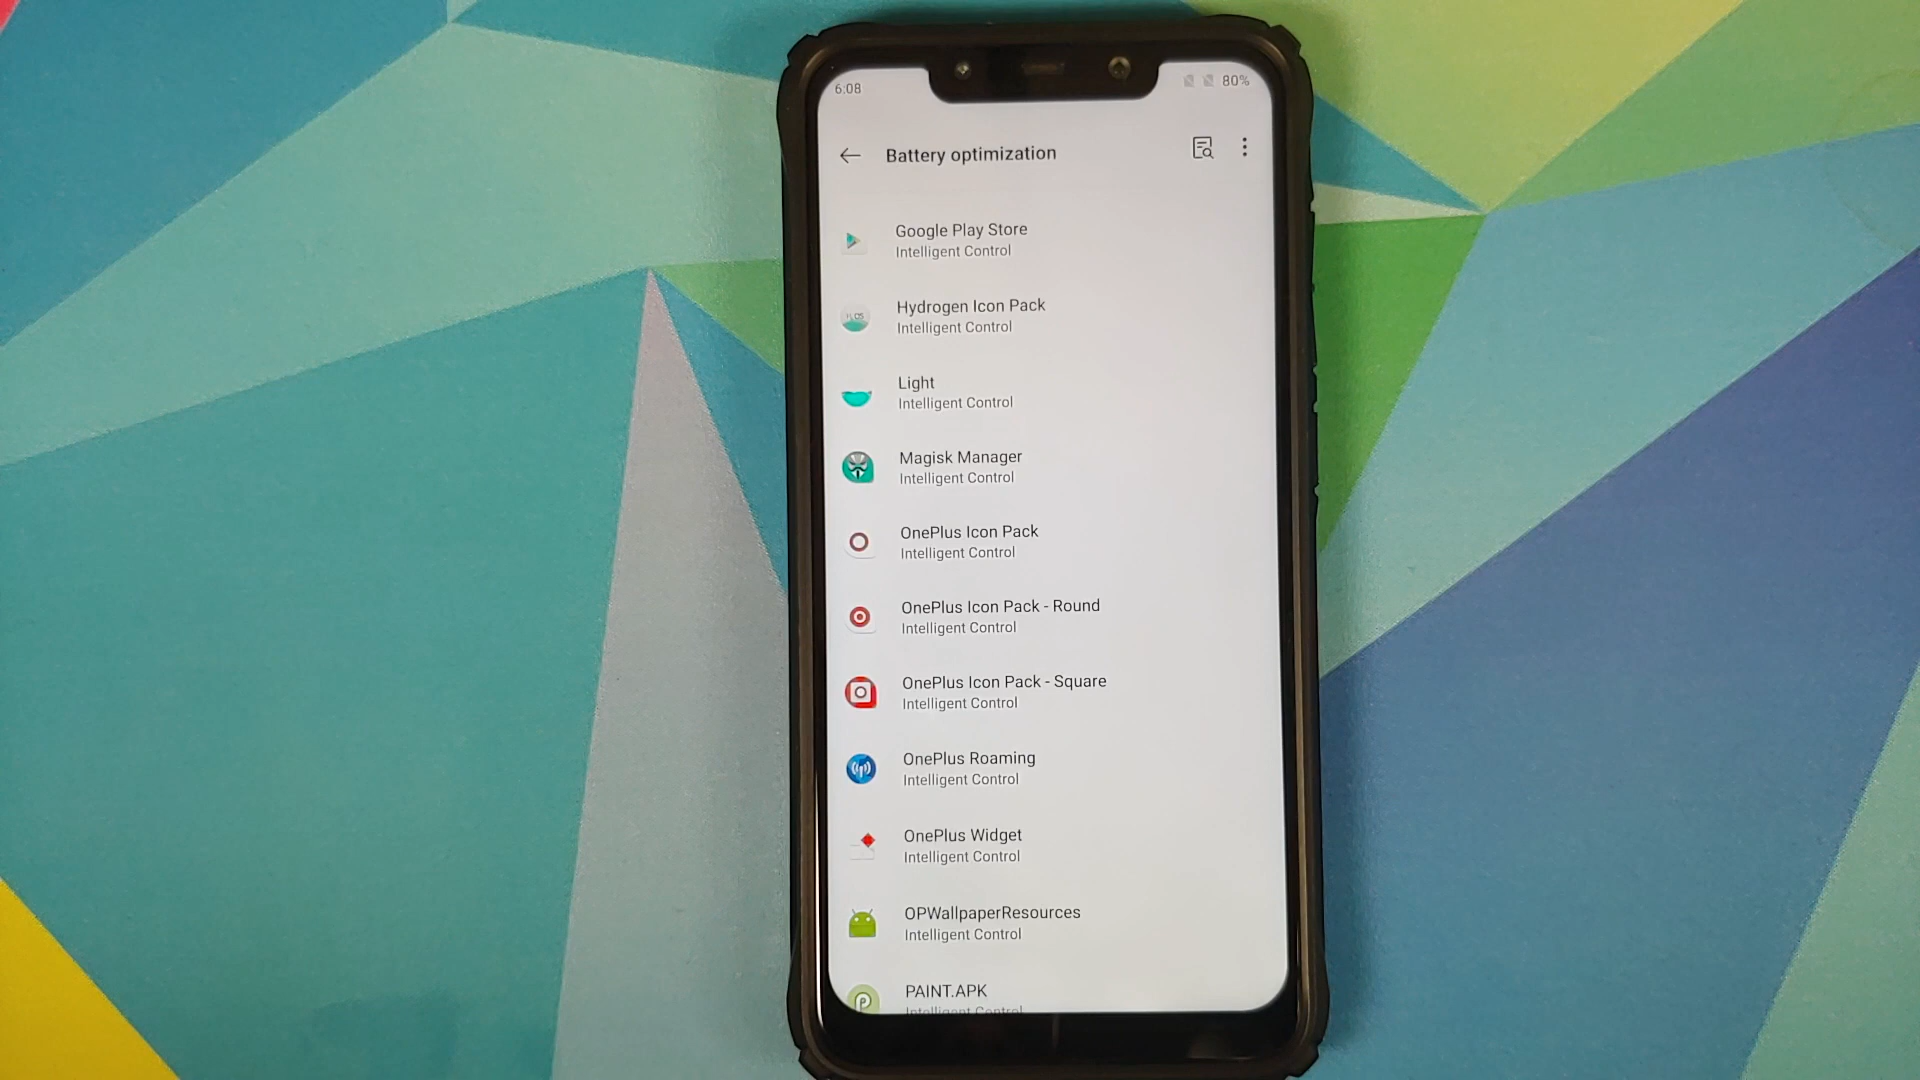 6:08
80%
Battery optimization
Google Play Store
Intelligent Control
Hydrogen Icon Pack
Intelligent Control
Light
Intelligent Control
Magisk Manager
Intelligent Control
OnePlus Icon Pack
Intelligent Control
OnePlus Icon Pack - Round
Intelligent Control
OnePlus Icon Pack - Square
Intelligent Control
OnePlus Roaming
Intelligent Control
OnePlus Widget
Intelligent Control
OPWallpaperResources
Intelligent Control
PAINT.APK
Intelligent Control